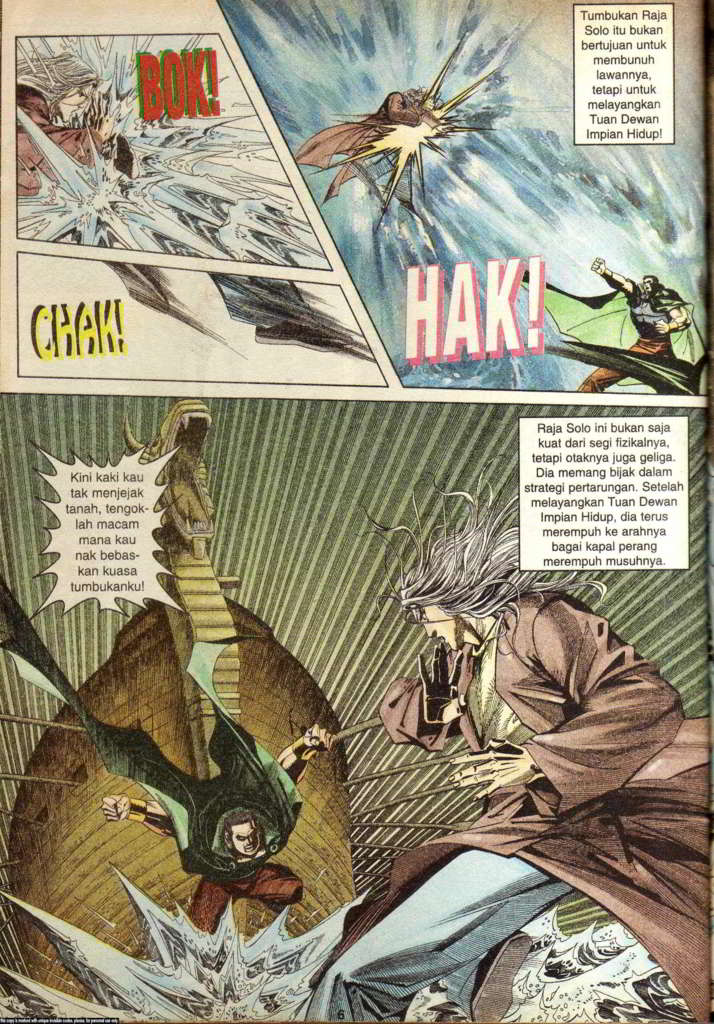 BOK!
Tumbukan Raja
Solo itu bukan
bertujuan untuk
membunuh
lawannya,
tetapi untuk
melayangkan
Tuan Dewan
Impian Hidup!
HAK!
CHAK!
Kini kaki kau
tak menjejak
tanah, tengok-
lah macam
mana kau
nak bebas-
kan kuasa
tumbukanku!
Raja Solo ini bukan saja
kuat dari segi fizikalnya,
tetapi otaknya juga geliga.
Dia memang bijak dalam
strategi pertarungan. Setelah
melayangkan Tuan Dewan
Impian Hidup, dia terus
merempuh ke arahnya
bagai kapal perang
merempuh musuhnya.
6